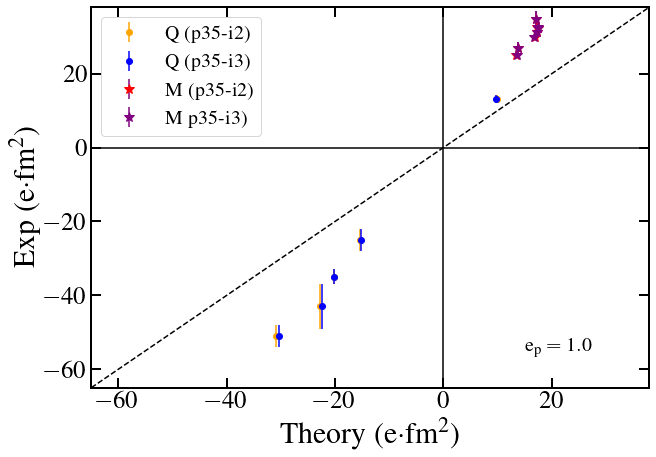 Q (p35-i2)
Q (p35-i3)
M (p35-i2)
M p35-i3)
20
0
−20
−40
−60
Exp (e·fm²)
eₚ = 1.0
−60
−40
−20
0
20
Theory (e·fm²)